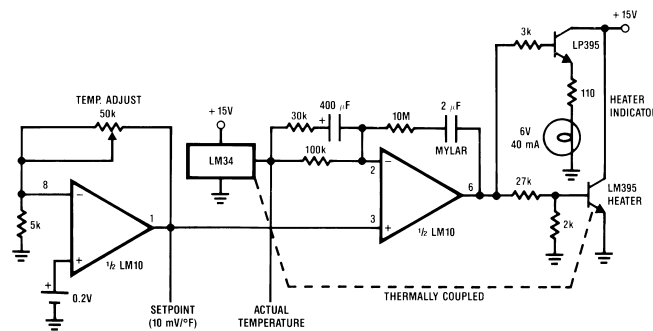 + 15V
3k
LP395
110
HEATER
INDICATOR
6V
40 mA
TEMP. ADJUST
50k
+ 15V
LM34
30k
400 µF
+
10M
2 µF
MYLAR
100k
2
−
6
3
+
½ LM10
27k
2k
LM395
HEATER
8
−
1
5k
+
½ LM10
+
0.2V
SETPOINT
(10 mV/°F)
ACTUAL
TEMPERATURE
THERMALLY COUPLED